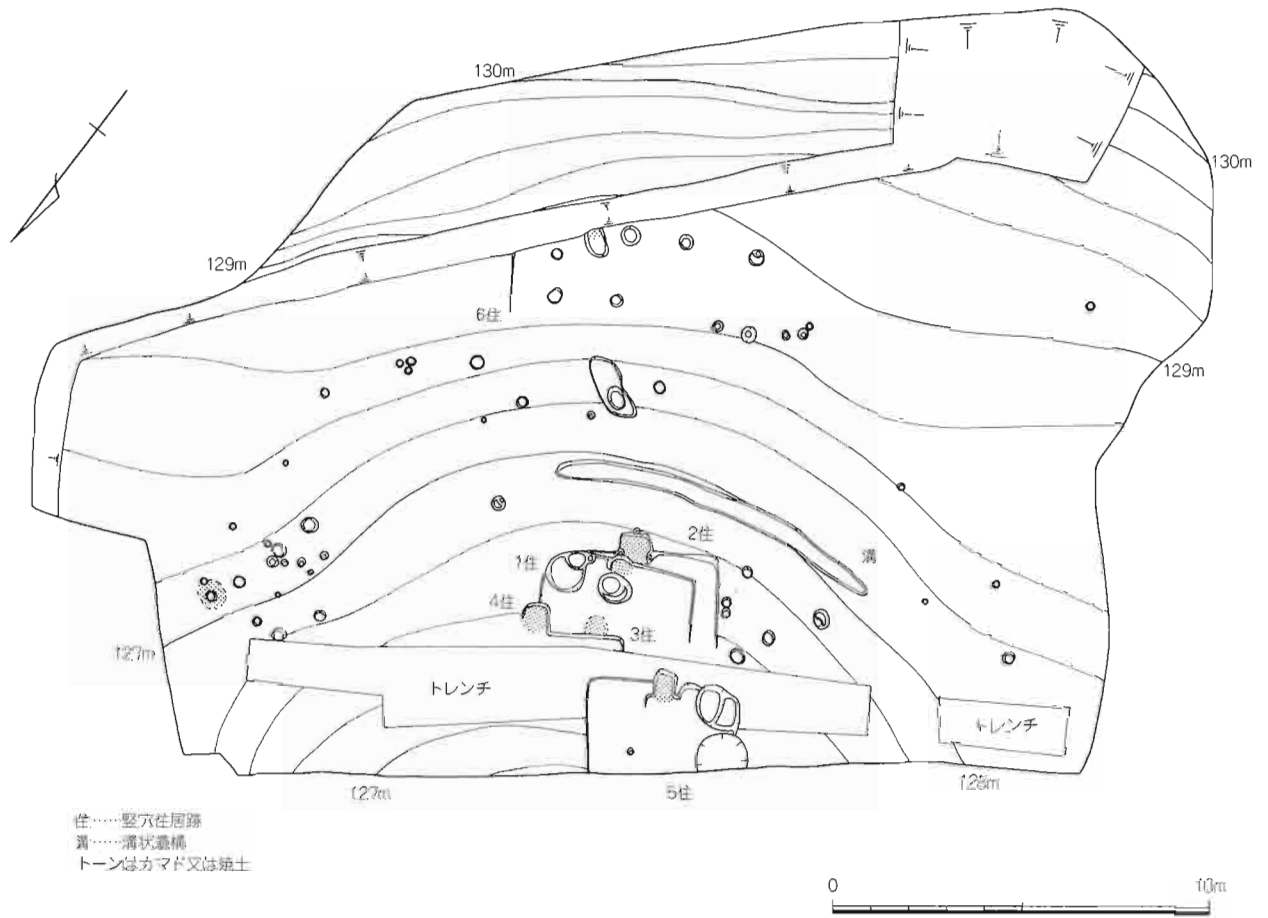 130m
130m
129m
6住
129m
2住
1住
溝
4住
3住
127m
トレンチ
トレンチ
127m
5住
128m
住……竪穴住居跡
溝……溝状遺構
トーンはカマド又は焼土
0
10m